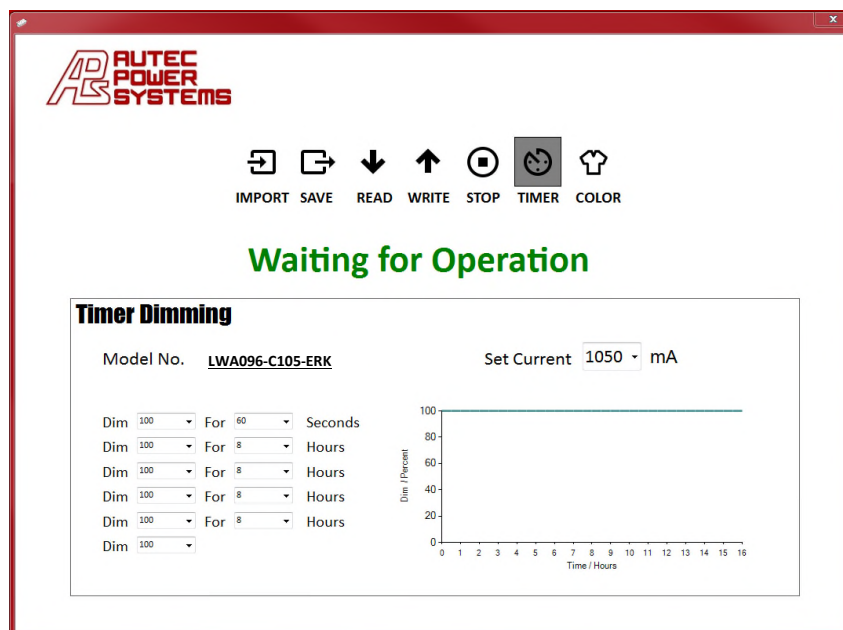 APS
AUTEC
POWER
SYSTEMS
x
IMPORT SAVE READ WRITE STOP TIMER COLOR
Waiting for Operation
Timer Dimming
Model No. LWA096-C105-ERK
Set Current 1050 mA
Dim 100 For 60 Seconds
Dim 100 For 8 Hours
Dim 100 For 8 Hours
Dim 100 For 8 Hours
Dim 100 For 8 Hours
Dim 100
Dim / Percent
100
80
60
40
20
0
0 1 2 3 4 5 6 7 8 9 10 11 12 13 14 15 16
Time / Hours